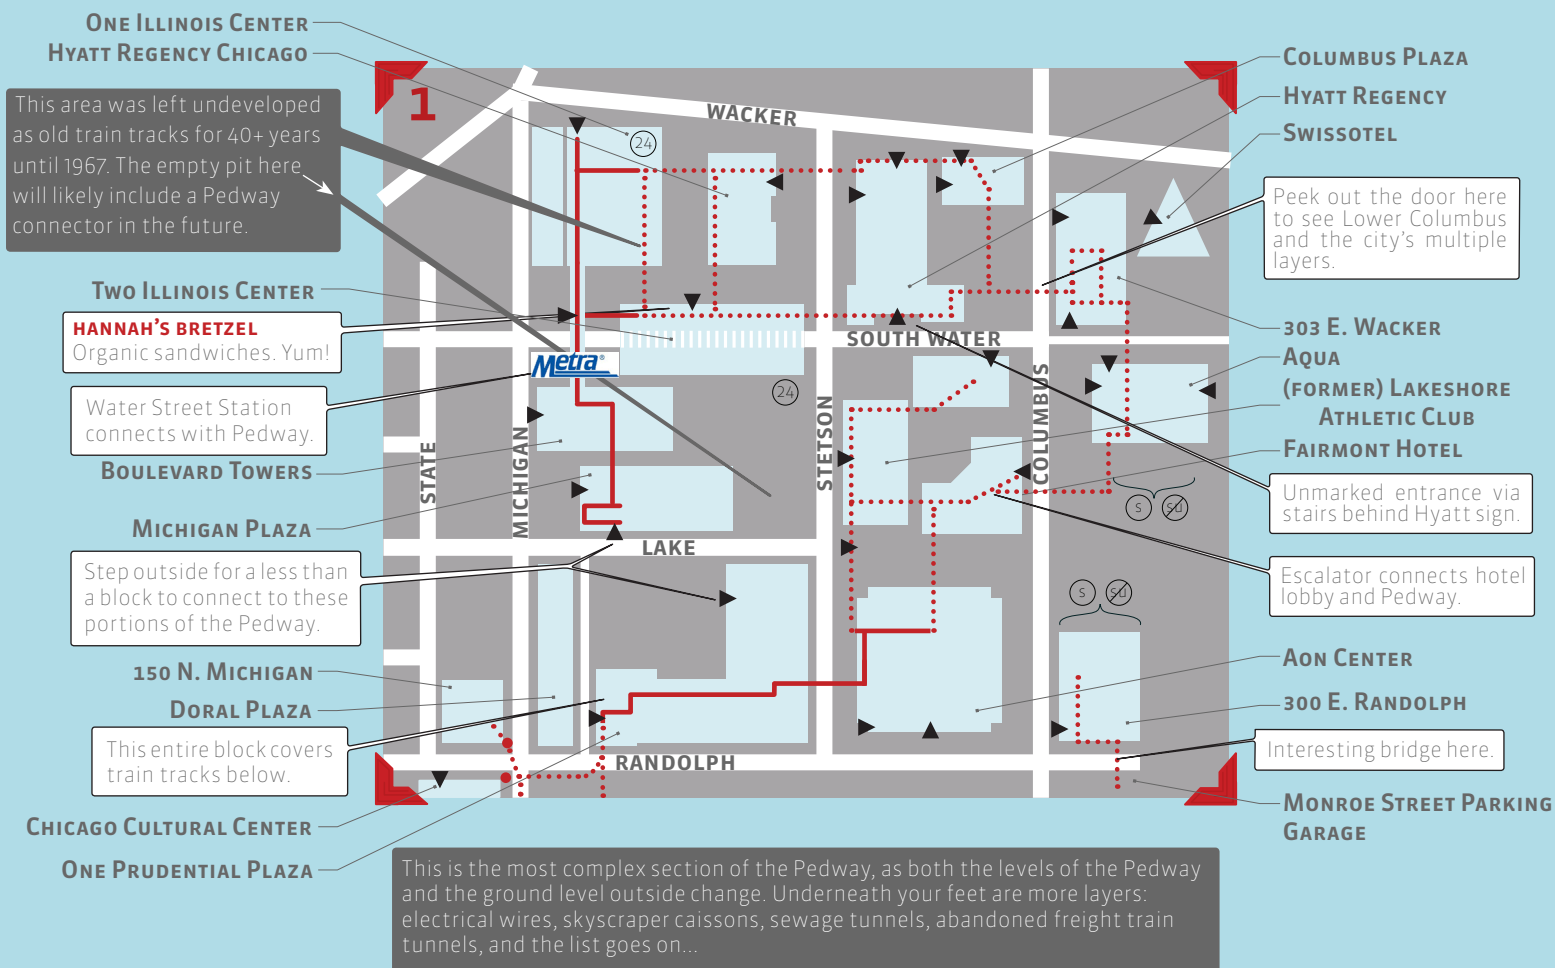 ONE ILLINOIS CENTER
HYATT REGENCY CHICAGO
This area was left undeveloped
as old train tracks for 40+ years
until 1967. The empty pit here
will likely include a Pedway
connector in the future.
TWO ILLINOIS CENTER
HANNAH'S BRETZEL
Organic sandwiches. Yum!
Water Street Station
connects with Pedway.
BOULEVARD TOWERS
MICHIGAN PLAZA
Step outside for a less than
a block to connect to these
portions of the Pedway.
150 N. MICHIGAN
DORAL PLAZA
This entire block covers
train tracks below.
CHICAGO CULTURAL CENTER
ONE PRUDENTIAL PLAZA
1
WACKER
24
SOUTH WATER
Metra®
24
STATE
MICHIGAN
STETSON
COLUMBUS
LAKE
RANDOLPH
S
SU
S
SU
COLUMBUS PLAZA
HYATT REGENCY
SWISSOTEL
Peek out the door here
to see Lower Columbus
and the city's multiple
layers.
303 E. WACKER
AQUA
(FORMER) LAKESHORE
ATHLETIC CLUB
FAIRMONT HOTEL
Unmarked entrance via
stairs behind Hyatt sign.
Escalator connects hotel
lobby and Pedway.
AON CENTER
300 E. RANDOLPH
Interesting bridge here.
MONROE STREET PARKING
GARAGE
This is the most complex section of the Pedway, as both the levels of the Pedway
and the ground level outside change. Underneath your feet are more layers:
electrical wires, skyscraper caissons, sewage tunnels, abandoned freight train
tunnels, and the list goes on...